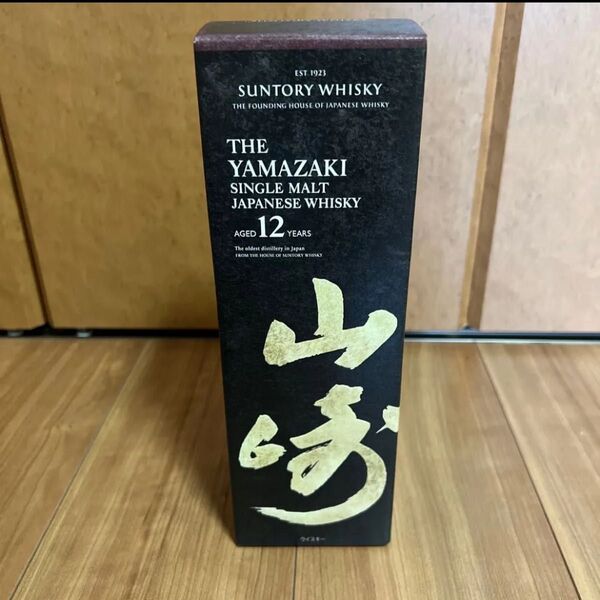 EST 1923
SUNTORY WHISKY
THE FOUNDING HOUSE OF JAPANESE WHISKY
THE
YAMAZAKI
SINGLE MALT
JAPANESE WHISKY
AGED 12 YEARS
The oldest distillery in Japan
FROM THE HOUSE OF SUNTORY WHISKY
山
崎
ウイスキー